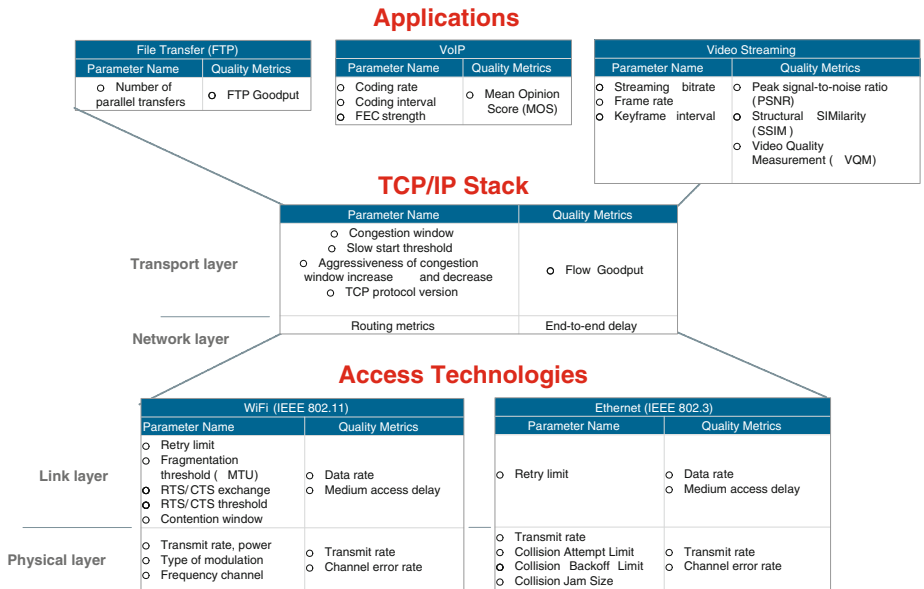 Applications
File Transfer (FTP)
Parameter Name
Quality Metrics
Number of
parallel transfers
FTP Goodput
VoIP
Parameter Name
Quality Metrics
Coding rate
Coding interval
FEC strength
Mean Opinion
Score (MOS)
Video Streaming
Parameter Name
Quality Metrics
Streaming bitrate
Frame rate
Keyframe interval
Peak signal-to-noise ratio
(PSNR)
Structural SIMilarity
(SSIM )
Video Quality
Measurement ( VQM)
TCP/IP Stack
Parameter Name
Quality Metrics
Transport layer
Congestion window
Slow start threshold
Aggressiveness of congestion
window increase and decrease
TCP protocol version
Flow Goodput
Network layer
Routing metrics
End-to-end delay
Access Technologies
WiFi (IEEE 802.11)
Parameter Name
Quality Metrics
Ethernet (IEEE 802.3)
Parameter Name
Quality Metrics
Link layer
Retry limit
Fragmentation
threshold ( MTU)
RTS/CTS exchange
RTS/CTS threshold
Contention window
Data rate
Medium access delay
Retry limit
Data rate
Medium access delay
Physical layer
Transmit rate, power
Type of modulation
Frequency channel
Transmit rate
Channel error rate
Transmit rate
Collision Attempt Limit
Collision Backoff Limit
Collision Jam Size
Transmit rate
Channel error rate